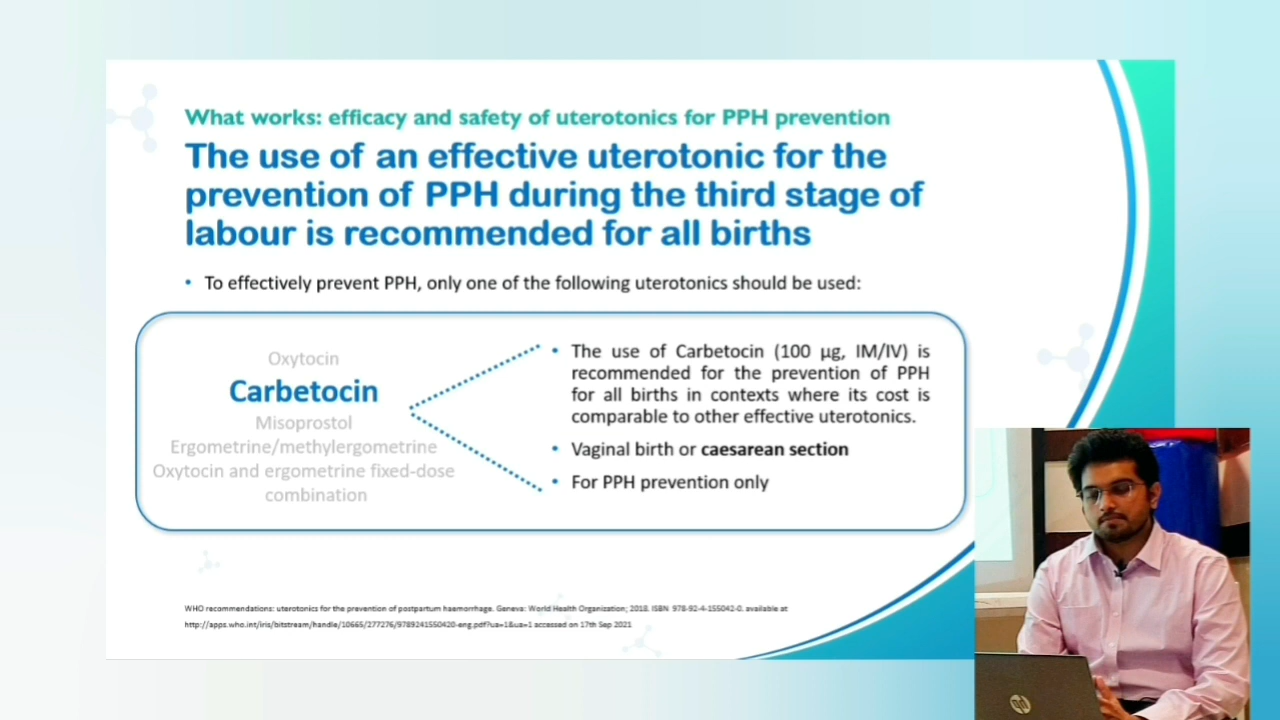 What works: efficacy and safety of uterotonics for PPH prevention
The use of an effective uterotonic for the
prevention of PPH during the third stage of
labour is recommended for all births
• To effectively prevent PPH, only one of the following uterotonics should be used:
Oxytocin
Carbetocin
Misoprostol
Ergometrine/methylergometrine
Oxytocin and ergometrine fixed-dose
combination
• The use of Carbetocin (100 µg, IM/IV) is
recommended for the prevention of PPH
for all births in contexts where its cost is
comparable to other effective uterotonics.
• Vaginal birth or caesarean section
• For PPH prevention only
WHO recommendations: uterotonics for the prevention of postpartum haemorrhage. Geneva: World Health Organization; 2018. ISBN 978-92-4-155042-0, available at
http://apps.who.int/iris/bitstream/handle/10665/277276/9789241550420-eng.pdf?ua=1&ua=1 accessed on 17th Sep 2021
hp